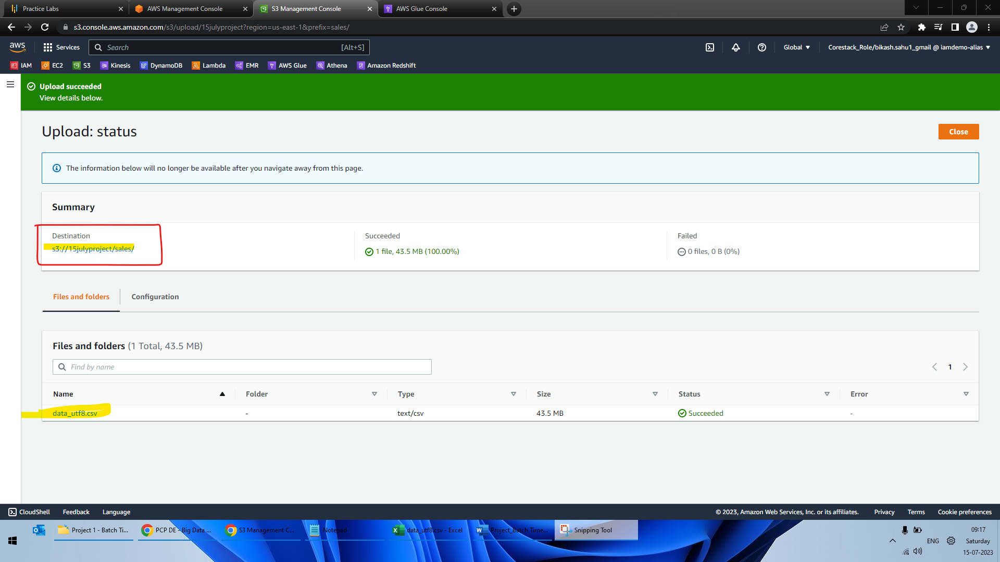 Practice Labs
AWS Management Console
S3 Management Console
AWS Glue Console
s3.console.aws.amazon.com/s3/upload/15julyproject?region=us-east-1&prefix=sales/
aws
Services
Search
[Alt+S]
Global
Corestack_Role/bikash.sahu1_gmail @ iamdemo-alias
IAM
EC2
S3
Kinesis
DynamoDB
Lambda
EMR
AWS Glue
Athena
Amazon Redshift
Upload succeeded
View details below.
Upload: status
Close
The information below will no longer be available after you navigate away from this page.
Summary
Destination
s3://15julyproject/sales/
Succeeded
1 file, 43.5 MB (100.00%)
Failed
0 files, 0 B (0%)
Files and folders
Configuration
Files and folders (1 Total, 43.5 MB)
Find by name
1
Name
Folder
Type
Size
Status
Error
data_utf8.csv
-
text/csv
43.5 MB
Succeeded
-
CloudShell
Feedback
Language
© 2023, Amazon Web Services, Inc. or its affiliates.
Privacy
Terms
Cookie preferences
Project 1 - Batch Ti...
PCP DE - Big Data ...
S3 Management C...
Notepad
data_utf8.csv - Excel
Project_Batch Time...
Snipping Tool
ENG
09:17
Saturday
15-07-2023